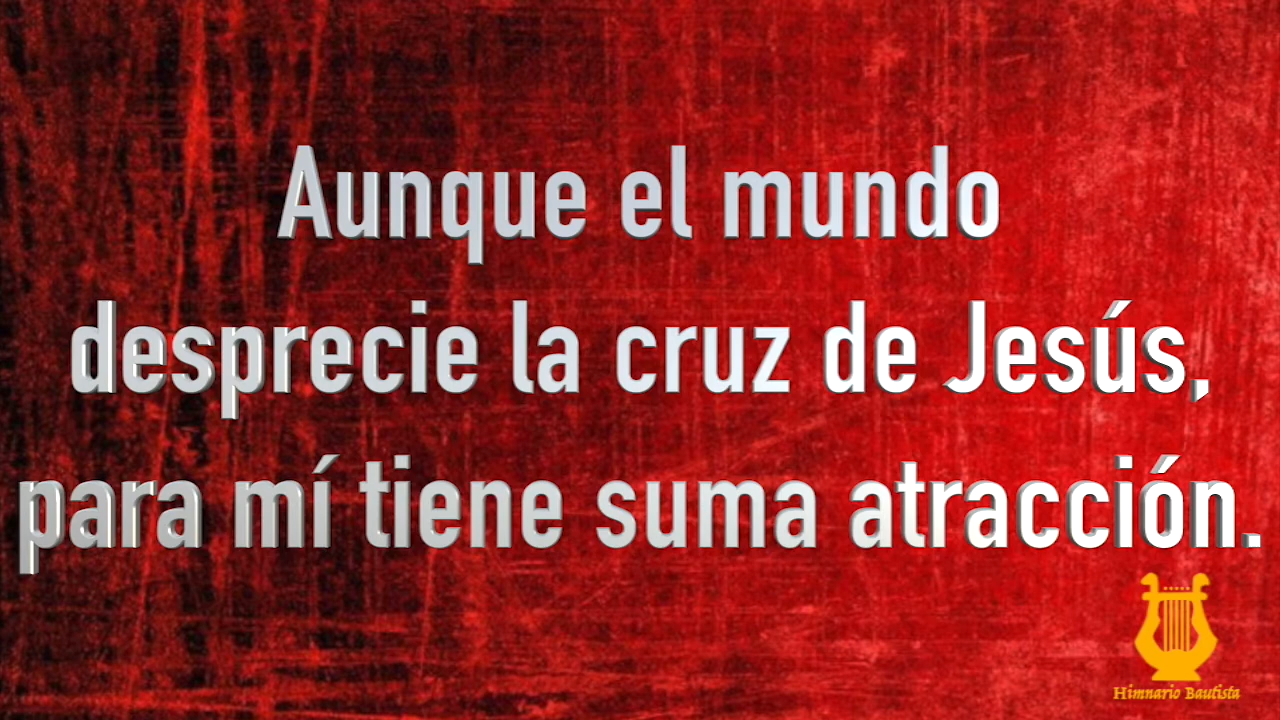 Aunque el mundo
desprecie la cruz de Jesús,
para mí tiene suma atracción.
Himnario Bautista